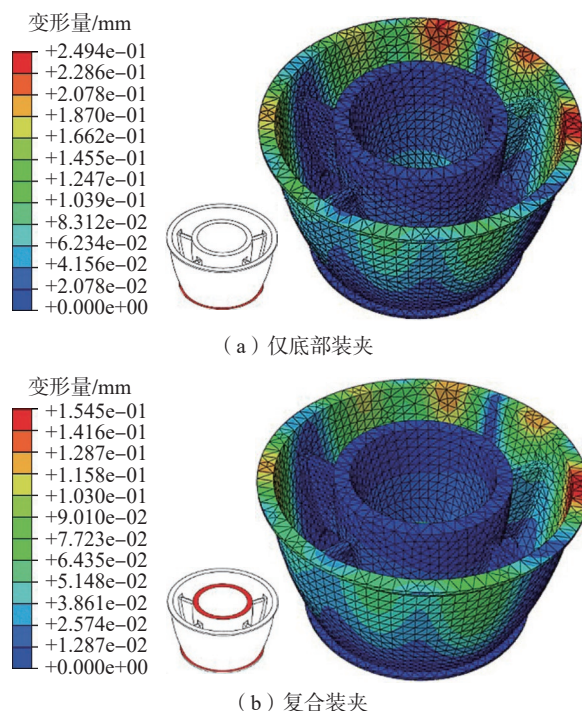 变形量/mm
+2.494e−01
+2.286e−01
+2.078e−01
+1.870e−01
+1.662e−01
+1.455e−01
+1.247e−01
+1.039e−01
+8.312e−02
+6.234e−02
+4.156e−02
+2.078e−02
+0.000e+00
（a）仅底部装夹
变形量/mm
+1.545e−01
+1.416e−01
+1.287e−01
+1.158e−01
+1.030e−01
+9.010e−02
+7.723e−02
+6.435e−02
+5.148e−02
+3.861e−02
+2.574e−02
+1.287e−02
+0.000e+00
（b）复合装夹